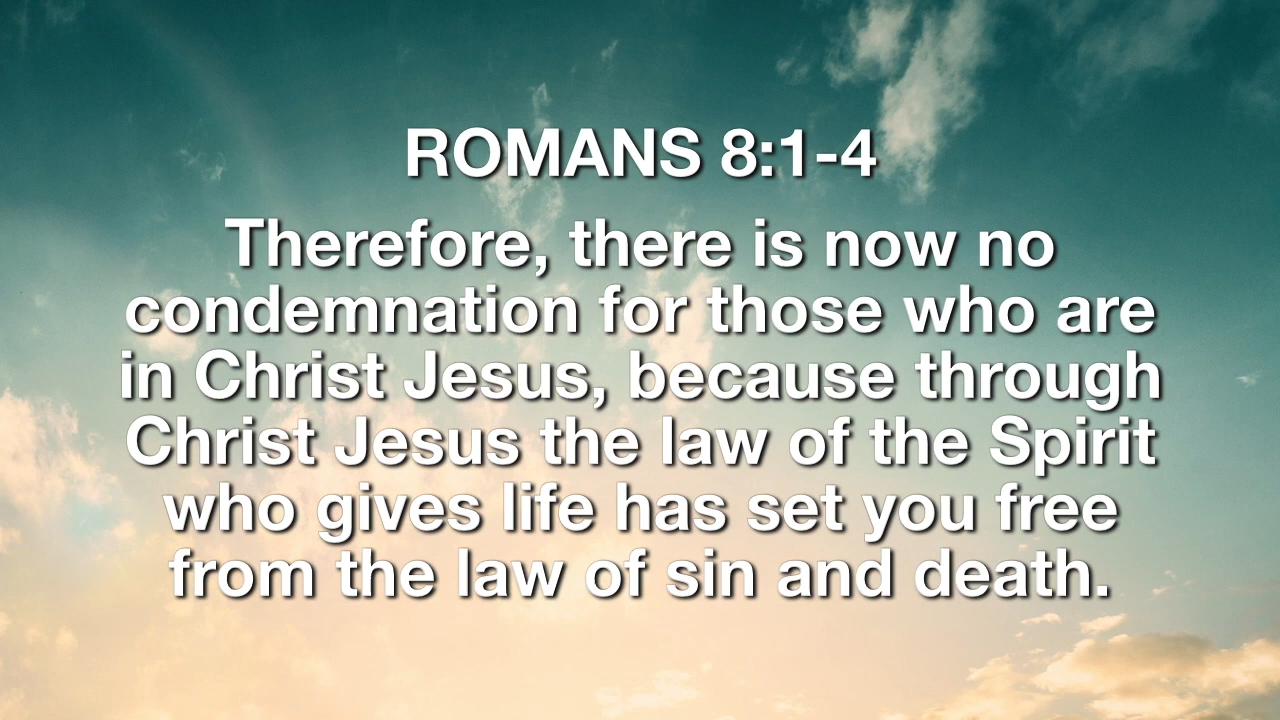 ROMANS 8:1-4
Therefore, there is now no
condemnation for those who are
in Christ Jesus, because through
Christ Jesus the law of the Spirit
who gives life has set you free
from the law of sin and death.